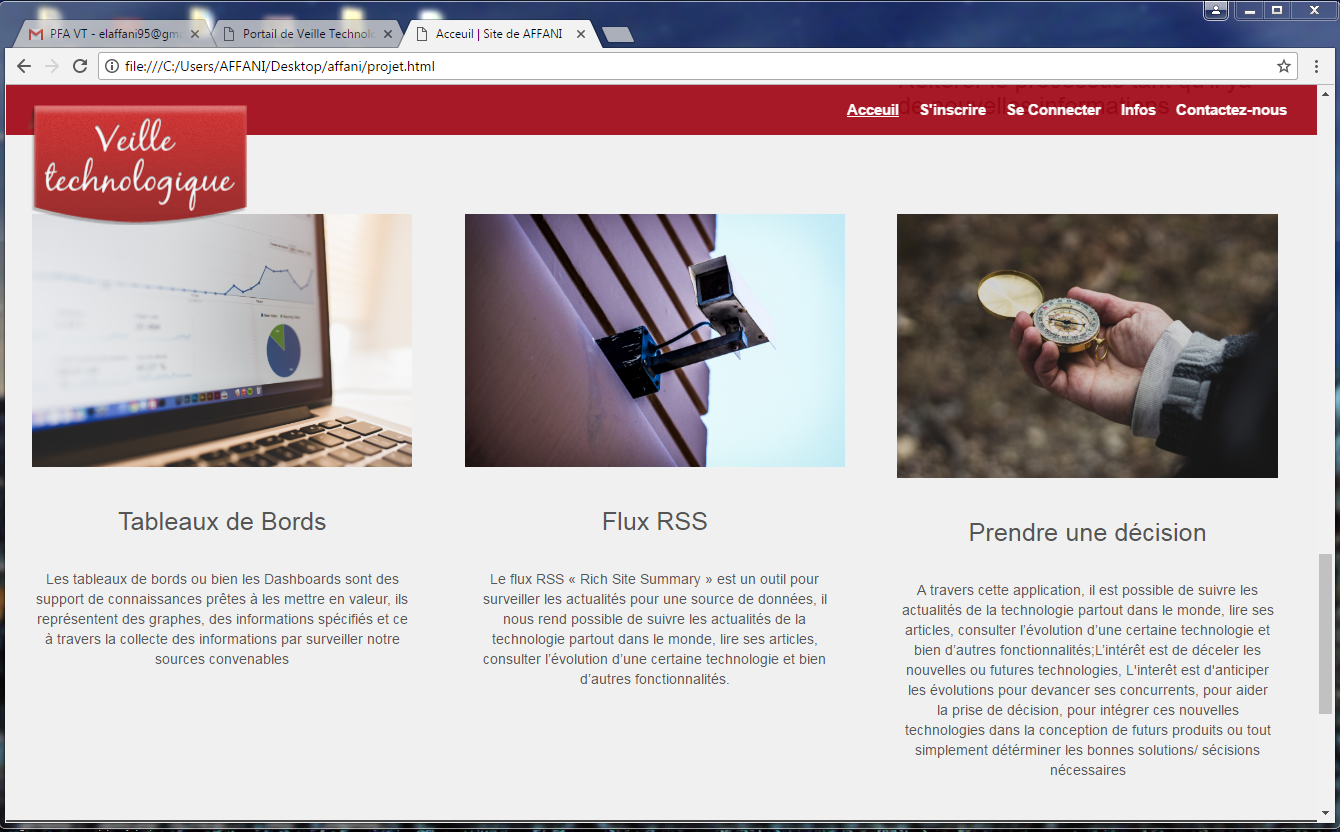 PFA VT - elaffani95@gm
Portail de Veille Technolo
Acceuil | Site de AFFANI
file:///C:/Users/AFFANI/Desktop/affani/projet.html
de nouvelles informations
Acceuil S'inscrire Se Connecter Infos Contactez-nous
Veille
technologique
Tableaux de Bords
Les tableaux de bords ou bien les Dashboards sont des
support de connaissances prêtes à les mettre en valeur, ils
représentent des graphes, des informations spécifiés et ce
à travers la collecte des informations par surveiller notre
sources convenables
Flux RSS
Le flux RSS « Rich Site Summary » est un outil pour
surveiller les actualités pour une source de données, il
nous rend possible de suivre les actualités de la
technologie partout dans le monde, lire ses articles,
consulter l’évolution d’une certaine technologie et bien
d’autres fonctionnalités.
Prendre une décision
A travers cette application, il est possible de suivre les
actualités de la technologie partout dans le monde, lire ses
articles, consulter l’évolution d’une certaine technologie et
bien d’autres fonctionnalités;L’intérêt est de déceler les
nouvelles ou futures technologies, L'interêt est d'anticiper
les évolutions pour devancer ses concurrents, pour aider
la prise de décision, pour intégrer ces nouvelles
technologies dans la conception de futurs produits ou tout
simplement détérminer les bonnes solutions/ sécisions
nécessaires